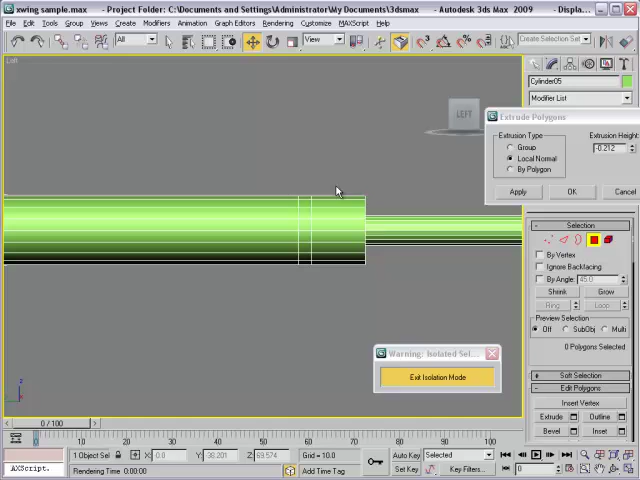 xwing sample.max - Project Folder: C:\Documents and Settings\Administrator\My Documents\3dsmax - Autodesk 3ds Max 2009 - Displa...
File Edit Tools Group Views Create Modifiers Animation Graph Editors Rendering Customize MAXScript Help
All View Create Selection Set
Left
LEFT
Cylinder05
Modifier List
Extrude Polygons
Extrusion Type
Group
Local Normal
By Polygon
Extrusion Height:
-0.212
Apply OK Cancel
Selection
By Vertex
Ignore Backfacing
By Angle: 45.0
Shrink Grow
Ring Loop
Preview Selection
Off SubObj Multi
0 Polygons Selected
Soft Selection
Edit Polygons
Insert Vertex
Extrude Outline
Bevel Inset
Warning: Isolated Sel...
Exit Isolation Mode
z
0 / 100
0 10 20 30 40 50 60 70 80 90 100
1 Object Sel X: 0.0 Y: -38.201 Z: 69.574 Grid = 10.0 Auto Key Selected
AXScript. Rendering Time 0:00:00 Add Time Tag Set Key Key Filters... 0